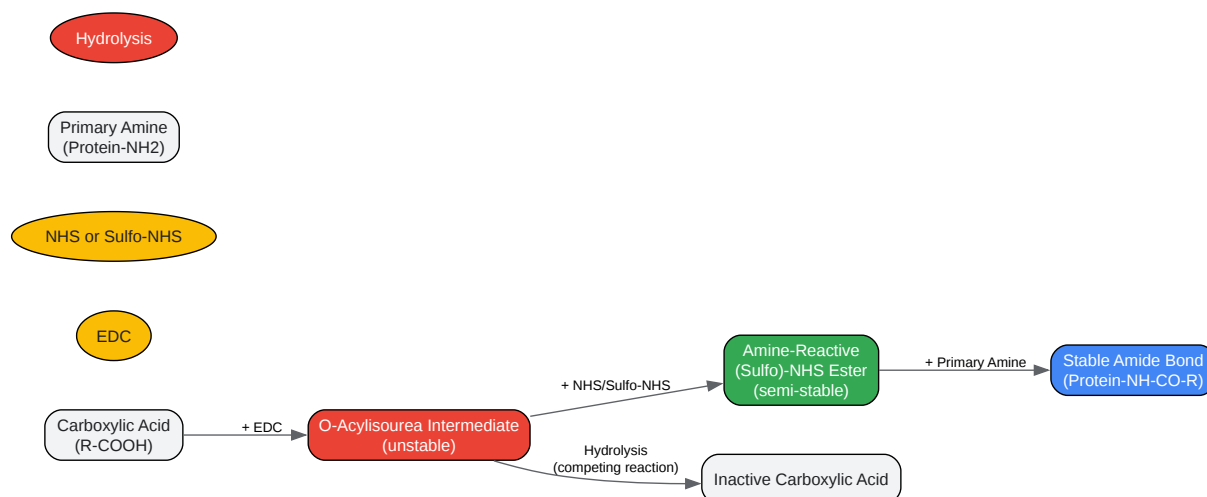 Hydrolysis
Primary Amine
(Protein-NH2)
NHS or Sulfo-NHS
EDC
Carboxylic Acid
(R-COOH)
+ EDC
O-Acylisourea Intermediate
(unstable)
+ NHS/Sulfo-NHS
Hydrolysis
(competing reaction)
Amine-Reactive
(Sulfo)-NHS Ester
(semi-stable)
Inactive Carboxylic Acid
+ Primary Amine
Stable Amide Bond
(Protein-NH-CO-R)